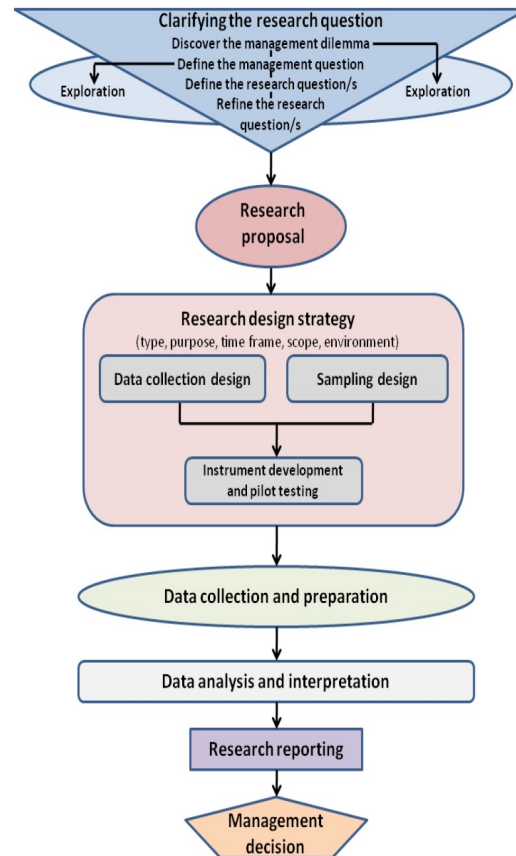 Clarifying the research question
Discover the management dilemma
Define the management question
Exploration
Define the research question/s
Exploration
Refine the research
question/s
Research
proposal
Research design strategy
(type, purpose, time frame, scope, environment)
Data collection design
Sampling design
Instrument development
and pilot testing
Data collection and preparation
Data analysis and interpretation
Research reporting
Management
decision